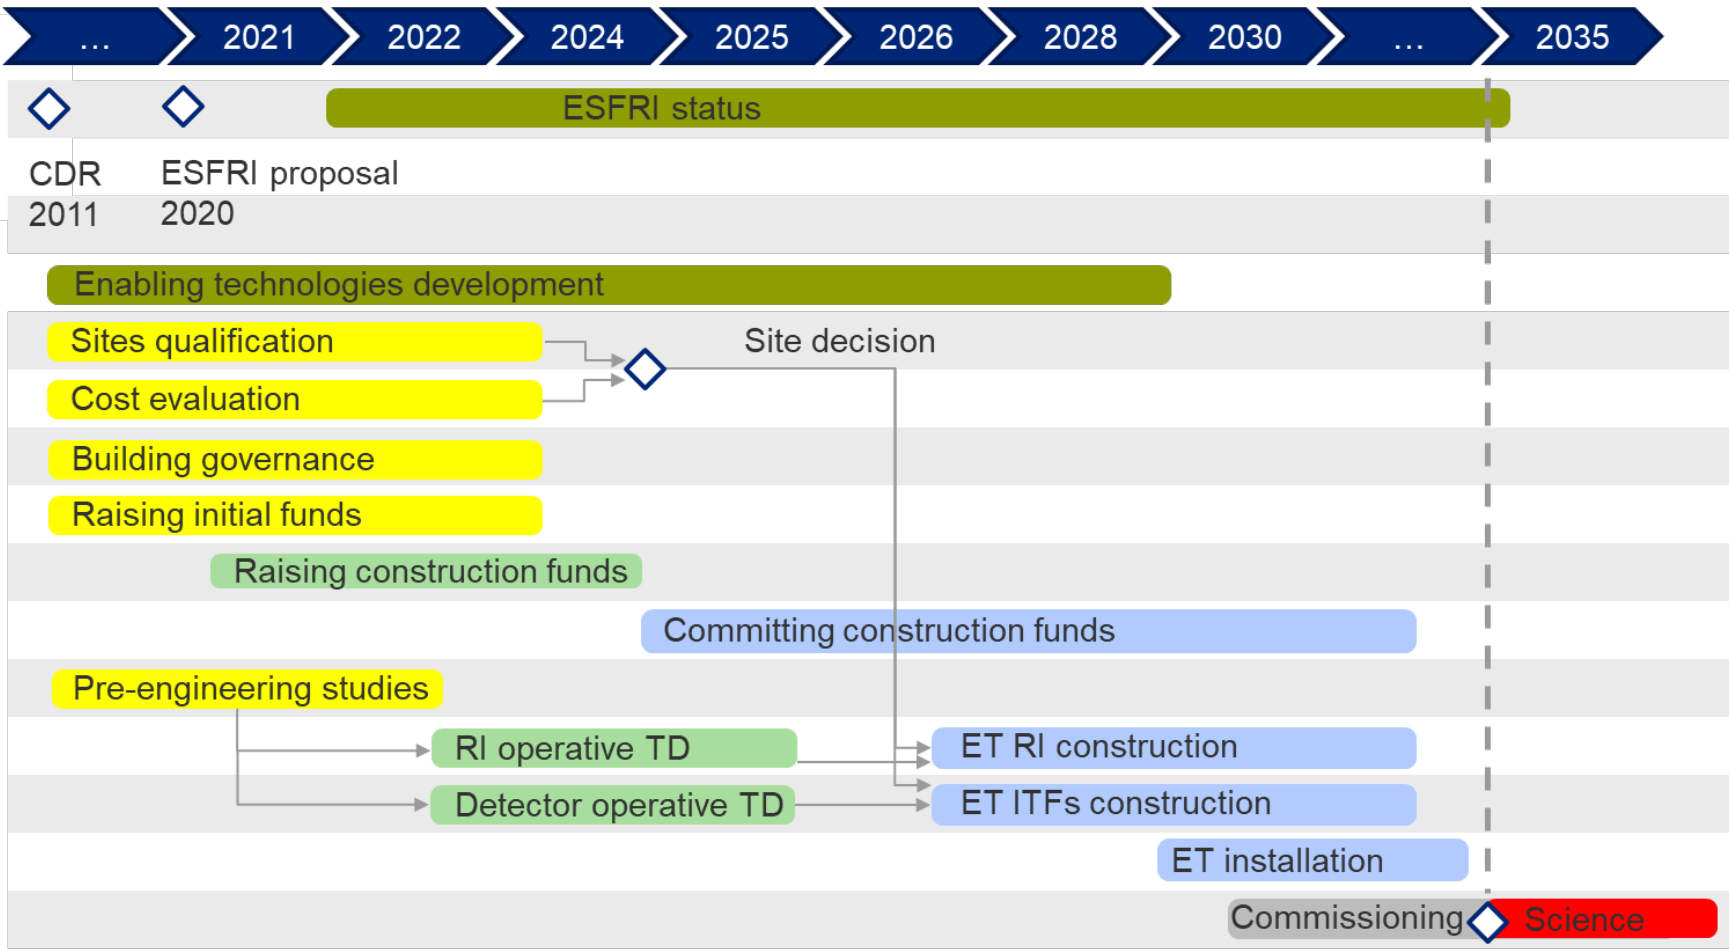 ... 2021 2022 2024 2025 2026 2028 2030 ... 2035
ESFRI status
CDR
2011
ESFRI proposal
2020
Enabling technologies development
Sites qualification
Site decision
Cost evaluation
Building governance
Raising initial funds
Raising construction funds
Committing construction funds
Pre-engineering studies
RI operative TD
ET RI construction
Detector operative TD
ET ITFs construction
ET installation
Commissioning
Science